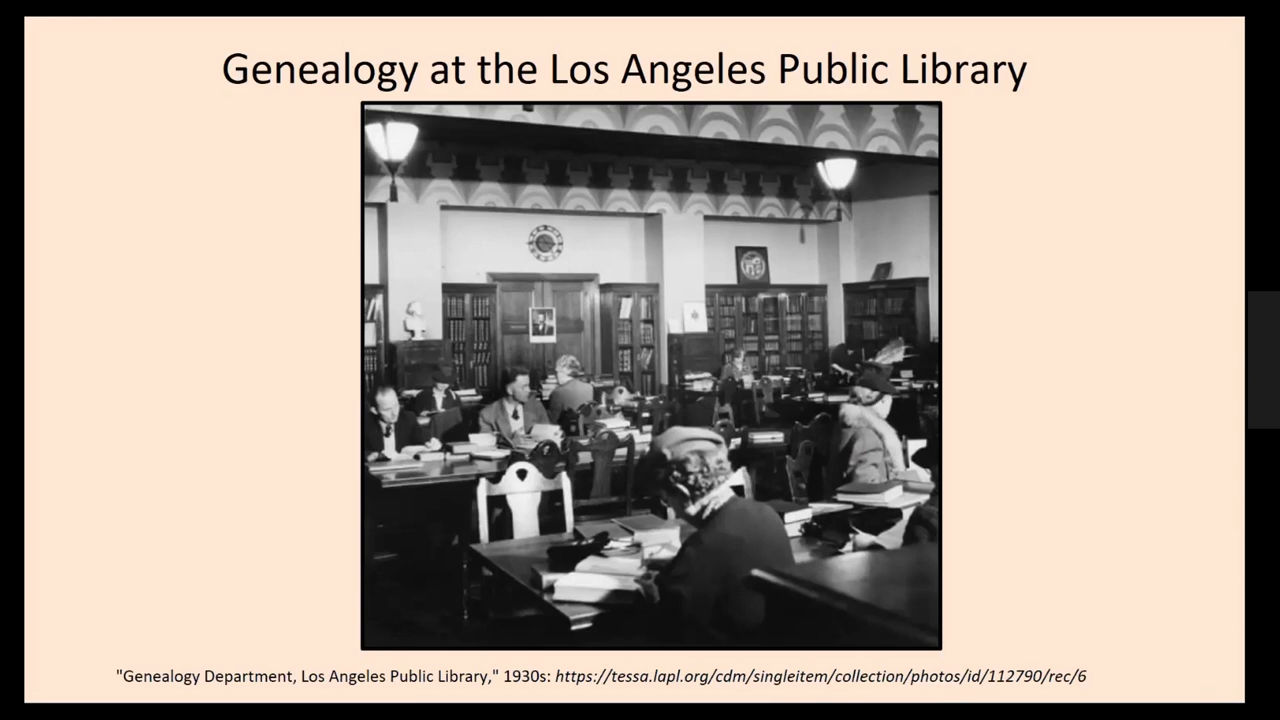 Genealogy at the Los Angeles Public Library
"Genealogy Department, Los Angeles Public Library," 1930s: https://tessa.lapl.org/cdm/singleitem/collection/photos/id/112790/rec/6